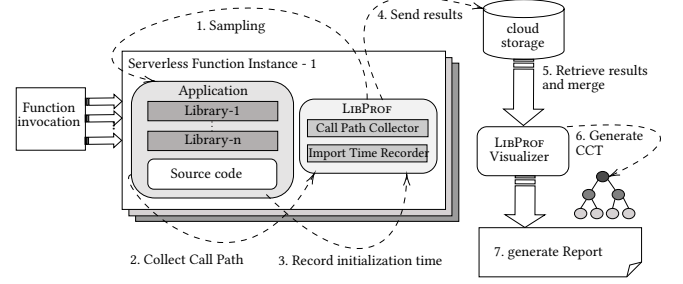 1. Sampling
4. Send results
cloud
storage
Serverless Function Instance - 1
Function
invocation
Application
Library-1
Library-n
Source code
LIBPROF
Call Path Collector
Import Time Recorder
5. Retrieve results
and merge
LIBPROF
Visualizer
6. Generate
CCT
2. Collect Call Path
3. Record initialization time
7. generate Report